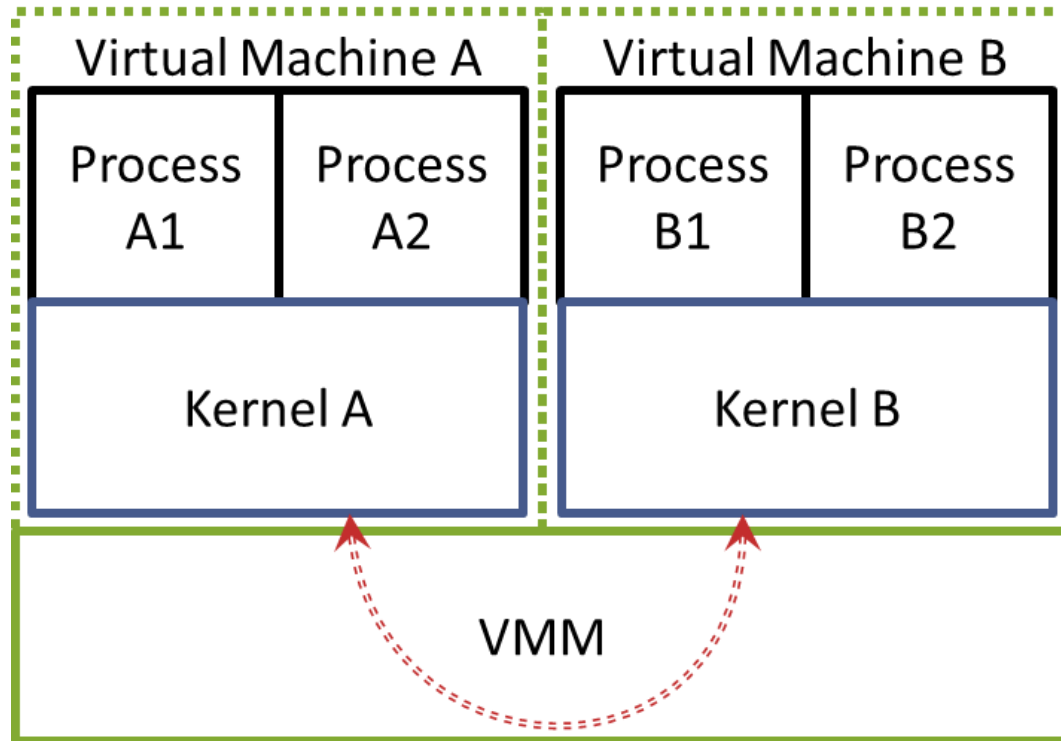 Virtual Machine A
Virtual Machine B
Process
A1
Process
A2
Process
B1
Process
B2
Kernel A
Kernel B
VMM